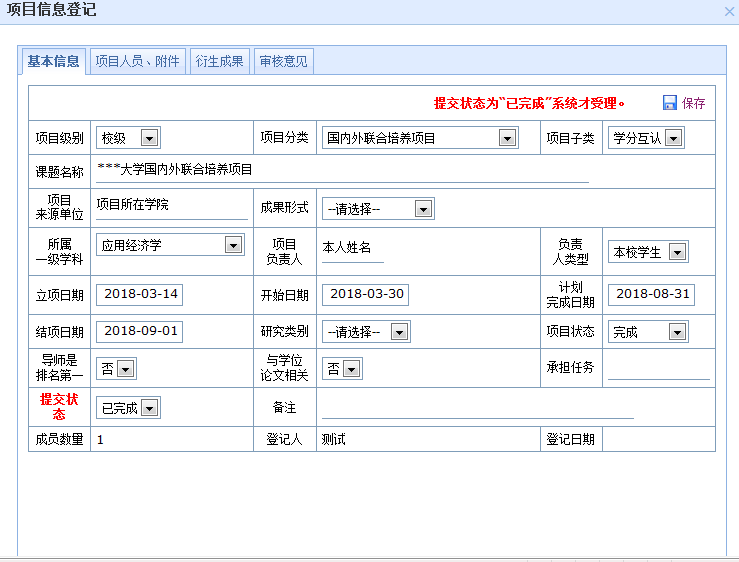 项目信息登记
基本信息 项目人员、附件 衍生成果 审核意见
提交状态为“已完成”系统才受理。 保存
项目级别 校级 项目分类 国内外联合培养项目 项目子类 学分互认
课题名称 ***大学国内外联合培养项目
项目
来源单位 项目所在学院 成果形式 --请选择--
所属
一级学科 应用经济学 项目
负责人 本人姓名 负责
人类型 本校学生
立项日期 2018-03-14 开始日期 2018-03-30 计划
完成日期 2018-08-31
结项日期 2018-09-01 研究类别 --请选择-- 项目状态 完成
导师是
排名第一 否 与学位
论文相关 否 承担任务
提交状
态 已完成 备注
成员数量 1 登记人 测试 登记日期